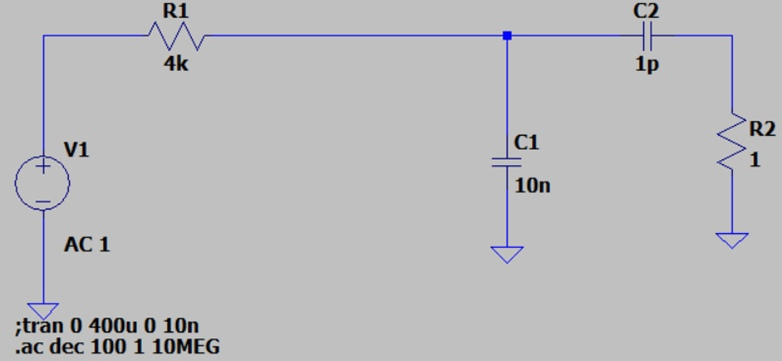 R1
4k
C2
1p
V1
AC 1
C1
10n
R2
1
;tran 0 400u 0 10n
.ac dec 100 1 10MEG